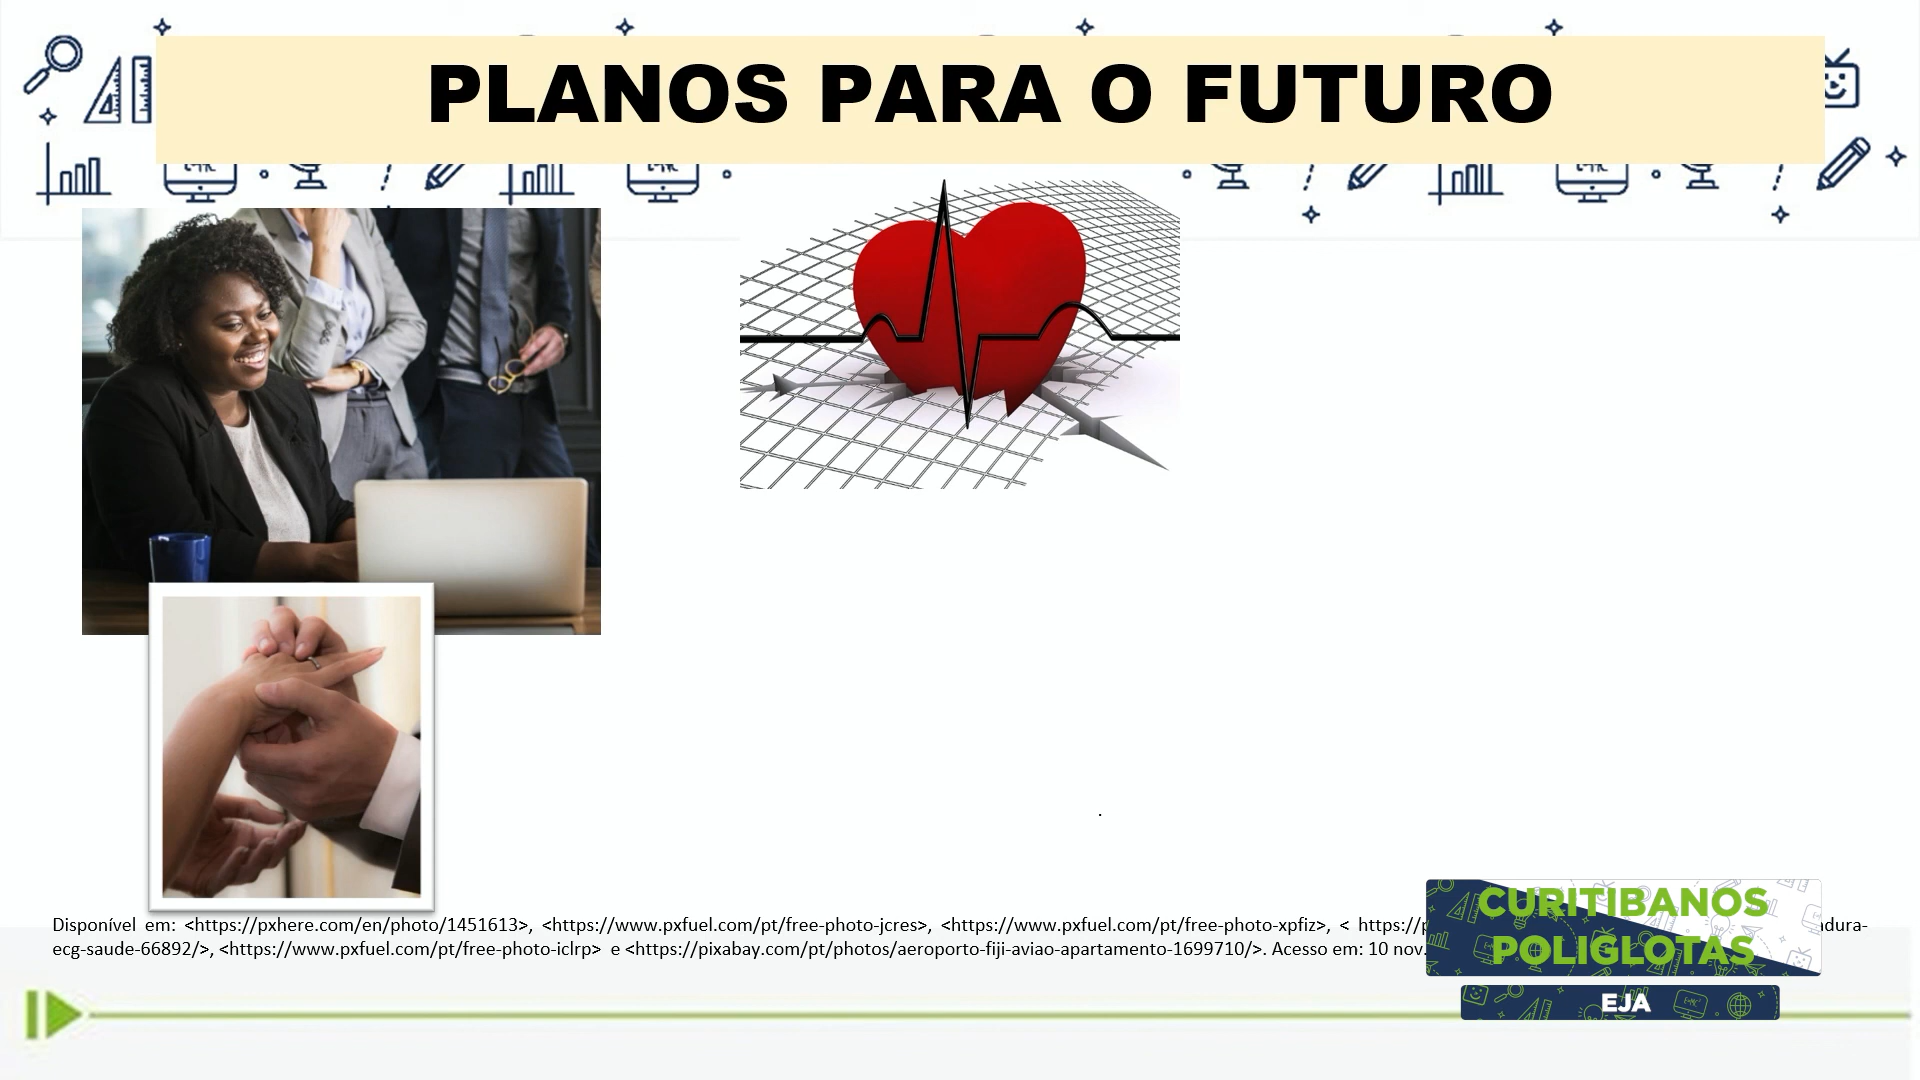 PLANOS PARA O FUTURO
Disponível em: <https://pxhere.com/en/photo/1451613>, <https://www.pxfuel.com/pt/free-photo-jcres>, <https://www.pxfuel.com/pt/free-photo-xpfiz>, < https://p dura-
ecg-saude-66892/>, <https://www.pxfuel.com/pt/free-photo-iclrp> e <https://pixabay.com/pt/photos/aeroporto-fiji-aviao-apartamento-1699710/>. Acesso em: 10 nov.
CURITIBANOS
POLIGLOTAS
EJA